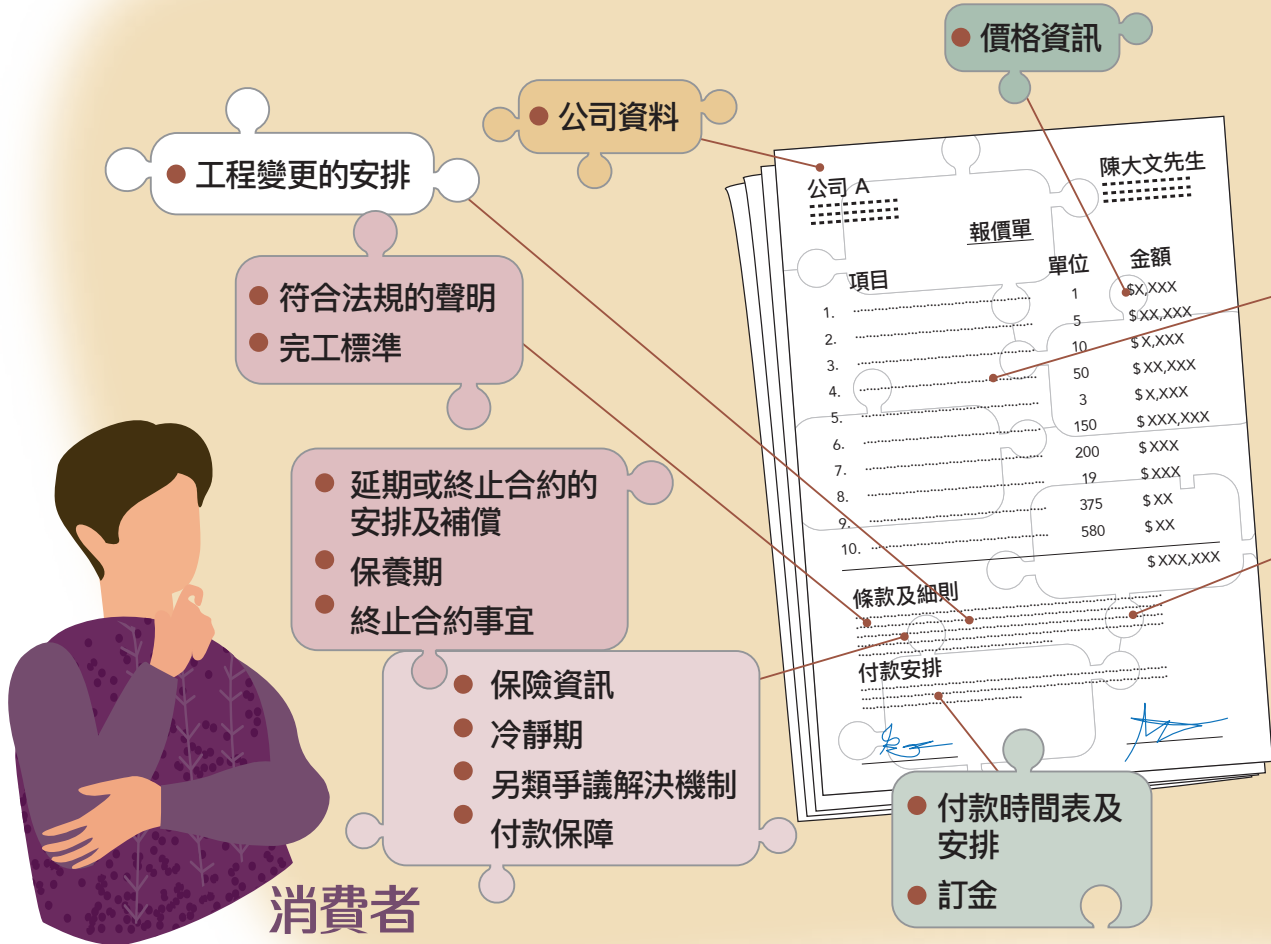 價格資訊
公司資料
工程變更的安排
符合法規的聲明
完工標準
延期或終止合約的
安排及補償
保養期
終止合約事宜
保險資訊
冷靜期
另類爭議解決機制
付款保障
消費者
公司 A
陳大文先生
報價單
項目 單位 金額
1. 1 $X,XXX
2. 5 $XX,XXX
3. 10 $X,XXX
4. 50 $XX,XXX
5. 3 $X,XXX
6. 150 $XXX,XXX
7. 200 $XXX
8. 19 $XXX
9. 375 $XX
10. 580 $XX
$XXX,XXX
條款及細則
付款安排
付款時間表及
安排
訂金